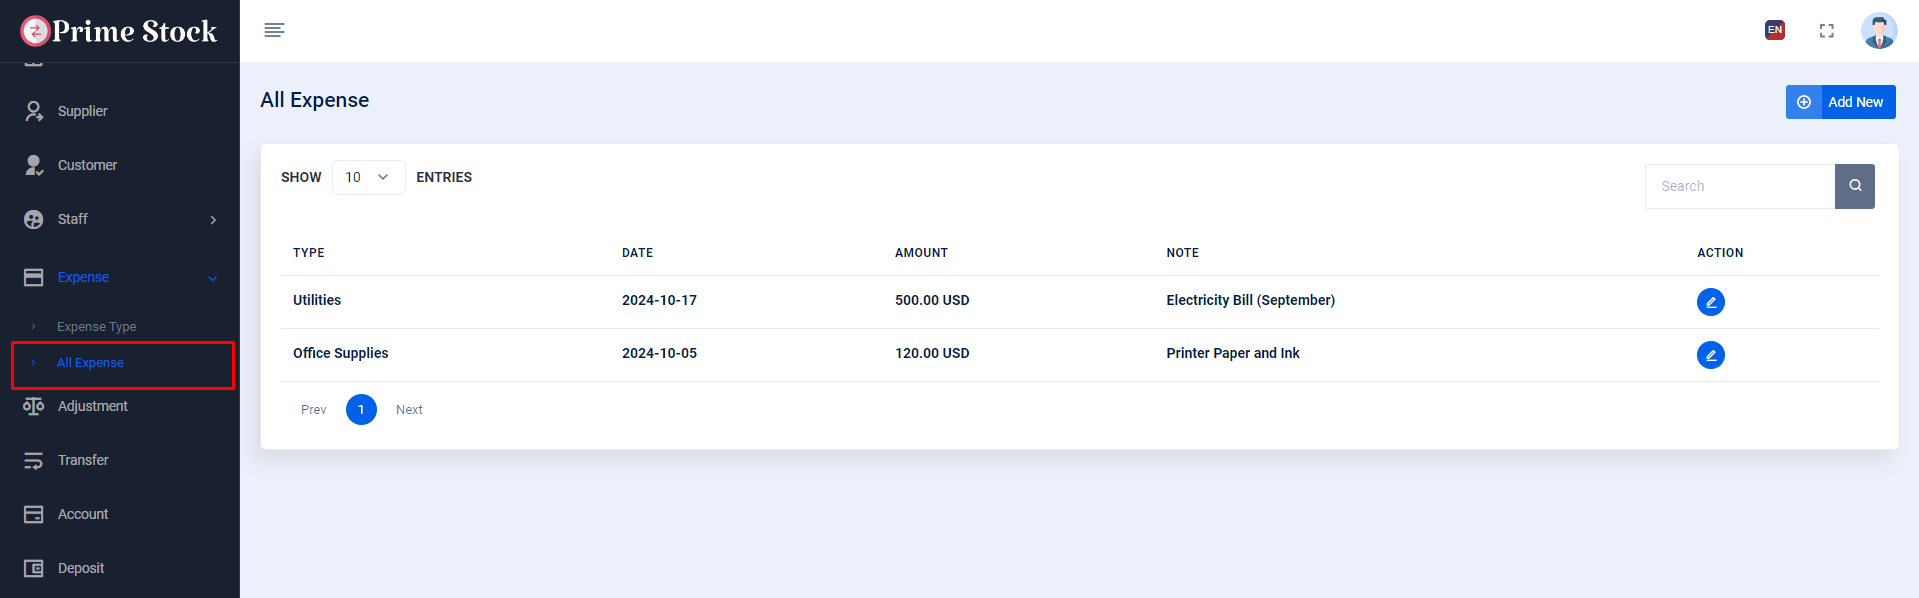 Prime Stock
EN
Supplier
Customer
Staff
Expense
Expense Type
All Expense
Adjustment
Transfer
Account
Deposit
All Expense
Add New
SHOW 10 ENTRIES
Search
TYPE DATE AMOUNT NOTE ACTION
Utilities 2024-10-17 500.00 USD Electricity Bill (September)
Office Supplies 2024-10-05 120.00 USD Printer Paper and Ink
Prev 1 Next